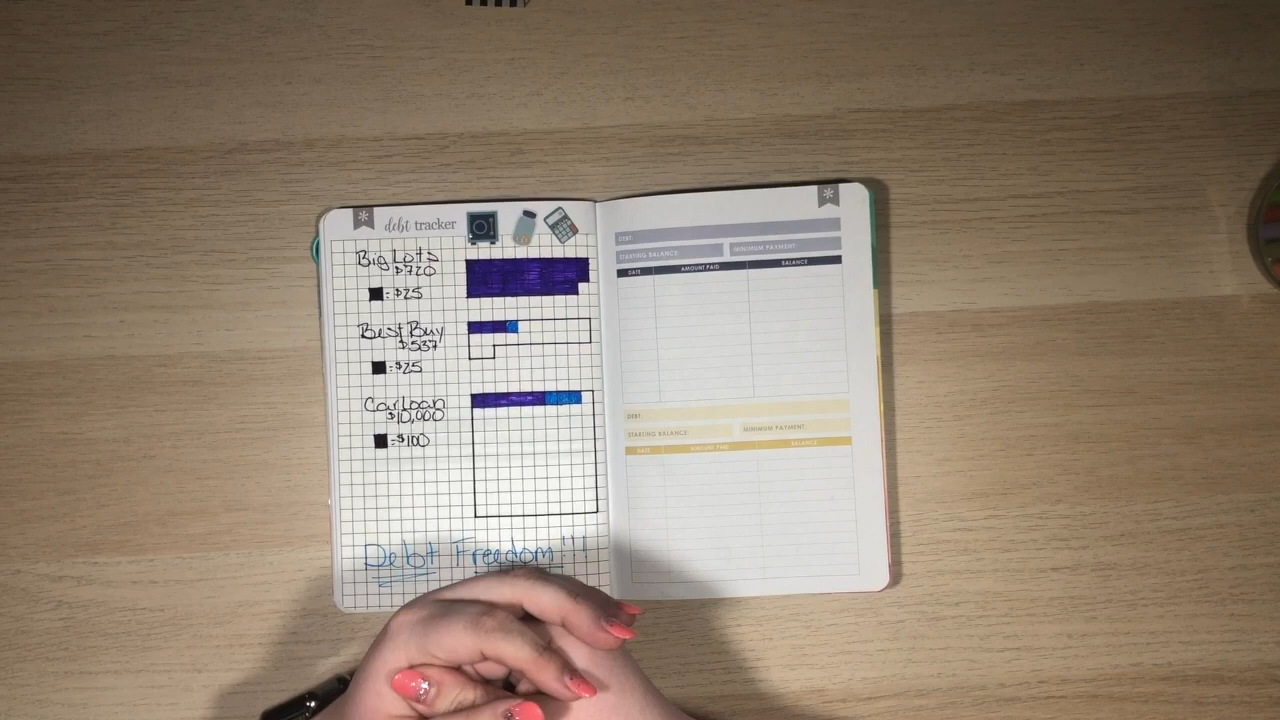 debt tracker
Big Lots
$720
= $25
Best Buy
$537
= $25
Car Loan
$10,000
= $100
Debt Freedom!!!
DEBT:
STARTING BALANCE: MINIMUM PAYMENT:
DATE AMOUNT PAID BALANCE
DEBT:
STARTING BALANCE: MINIMUM PAYMENT:
DATE AMOUNT PAID BALANCE